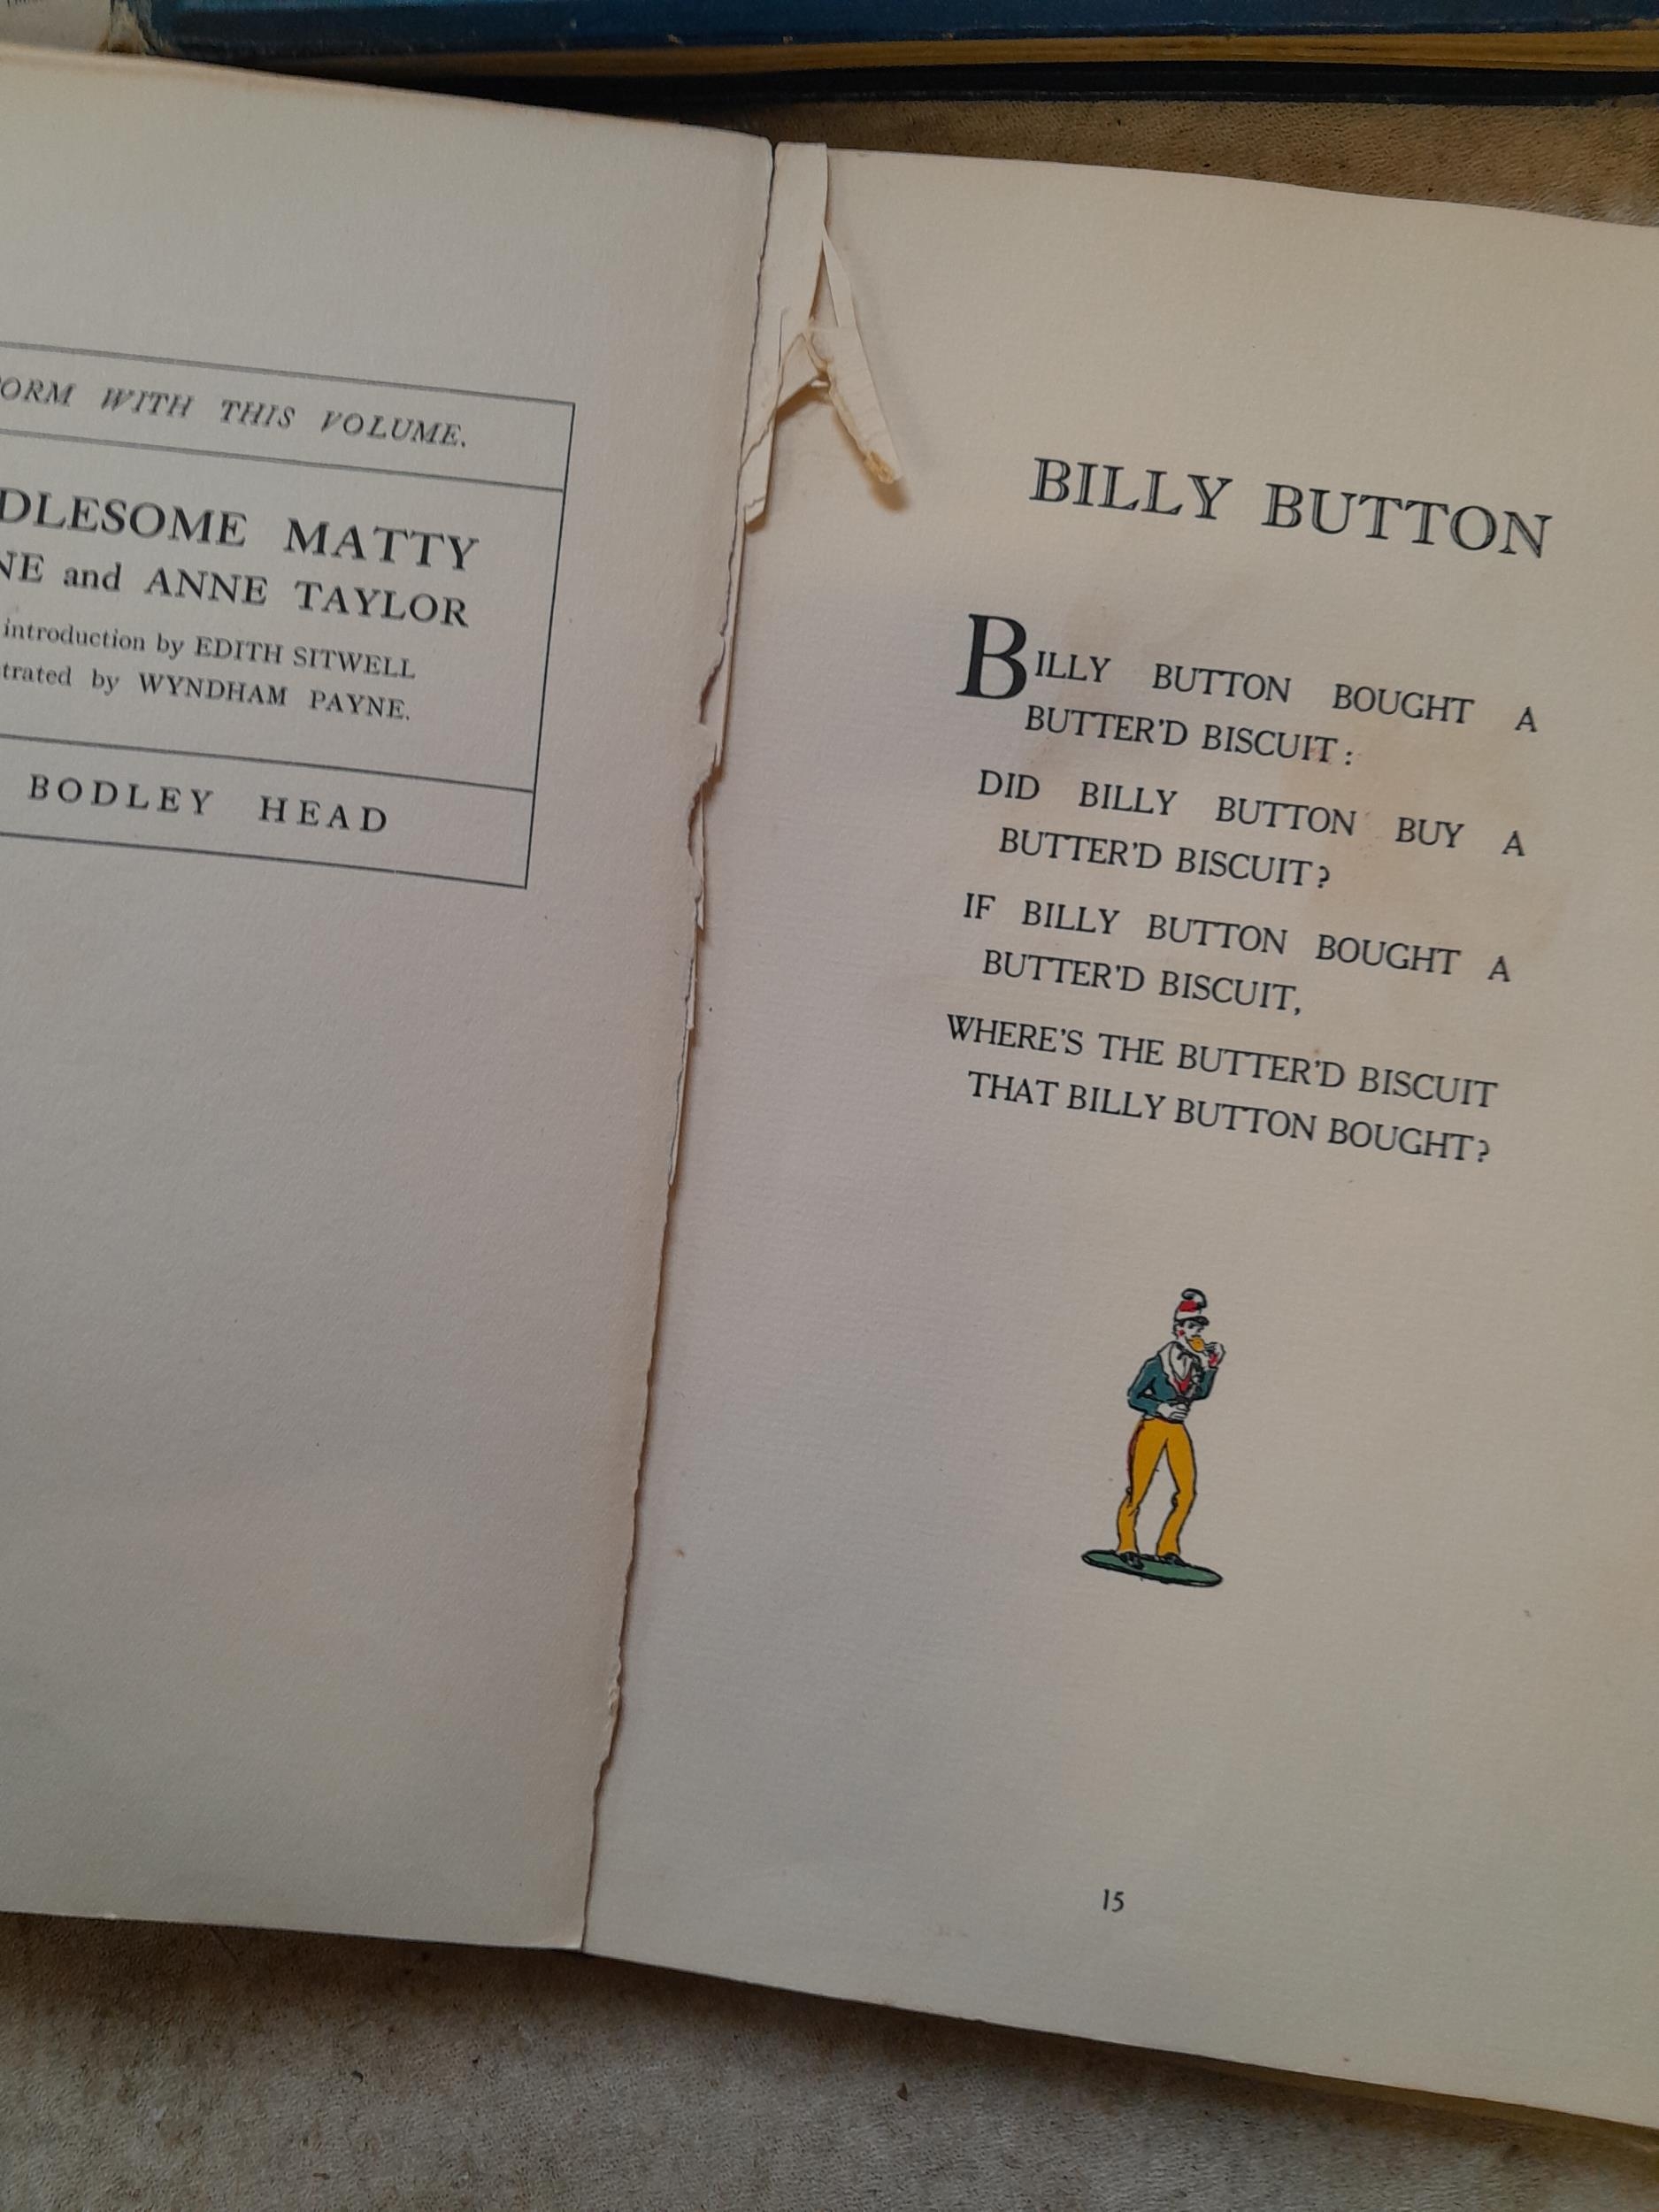 ORM WITH THIS VOLUME.
DLESOME MATTY
NE and ANNE TAYLOR
introduction by EDITH SITWELL
trated by WYNDHAM PAYNE.
BODLEY HEAD
BILLY BUTTON
BILLY BUTTON BOUGHT A
BUTTER'D BISCUIT:
DID BILLY BUTTON BUY A
BUTTER'D BISCUIT?
IF BILLY BUTTON BOUGHT A
BUTTER'D BISCUIT,
WHERE'S THE BUTTER'D BISCUIT
THAT BILLY BUTTON BOUGHT?
15